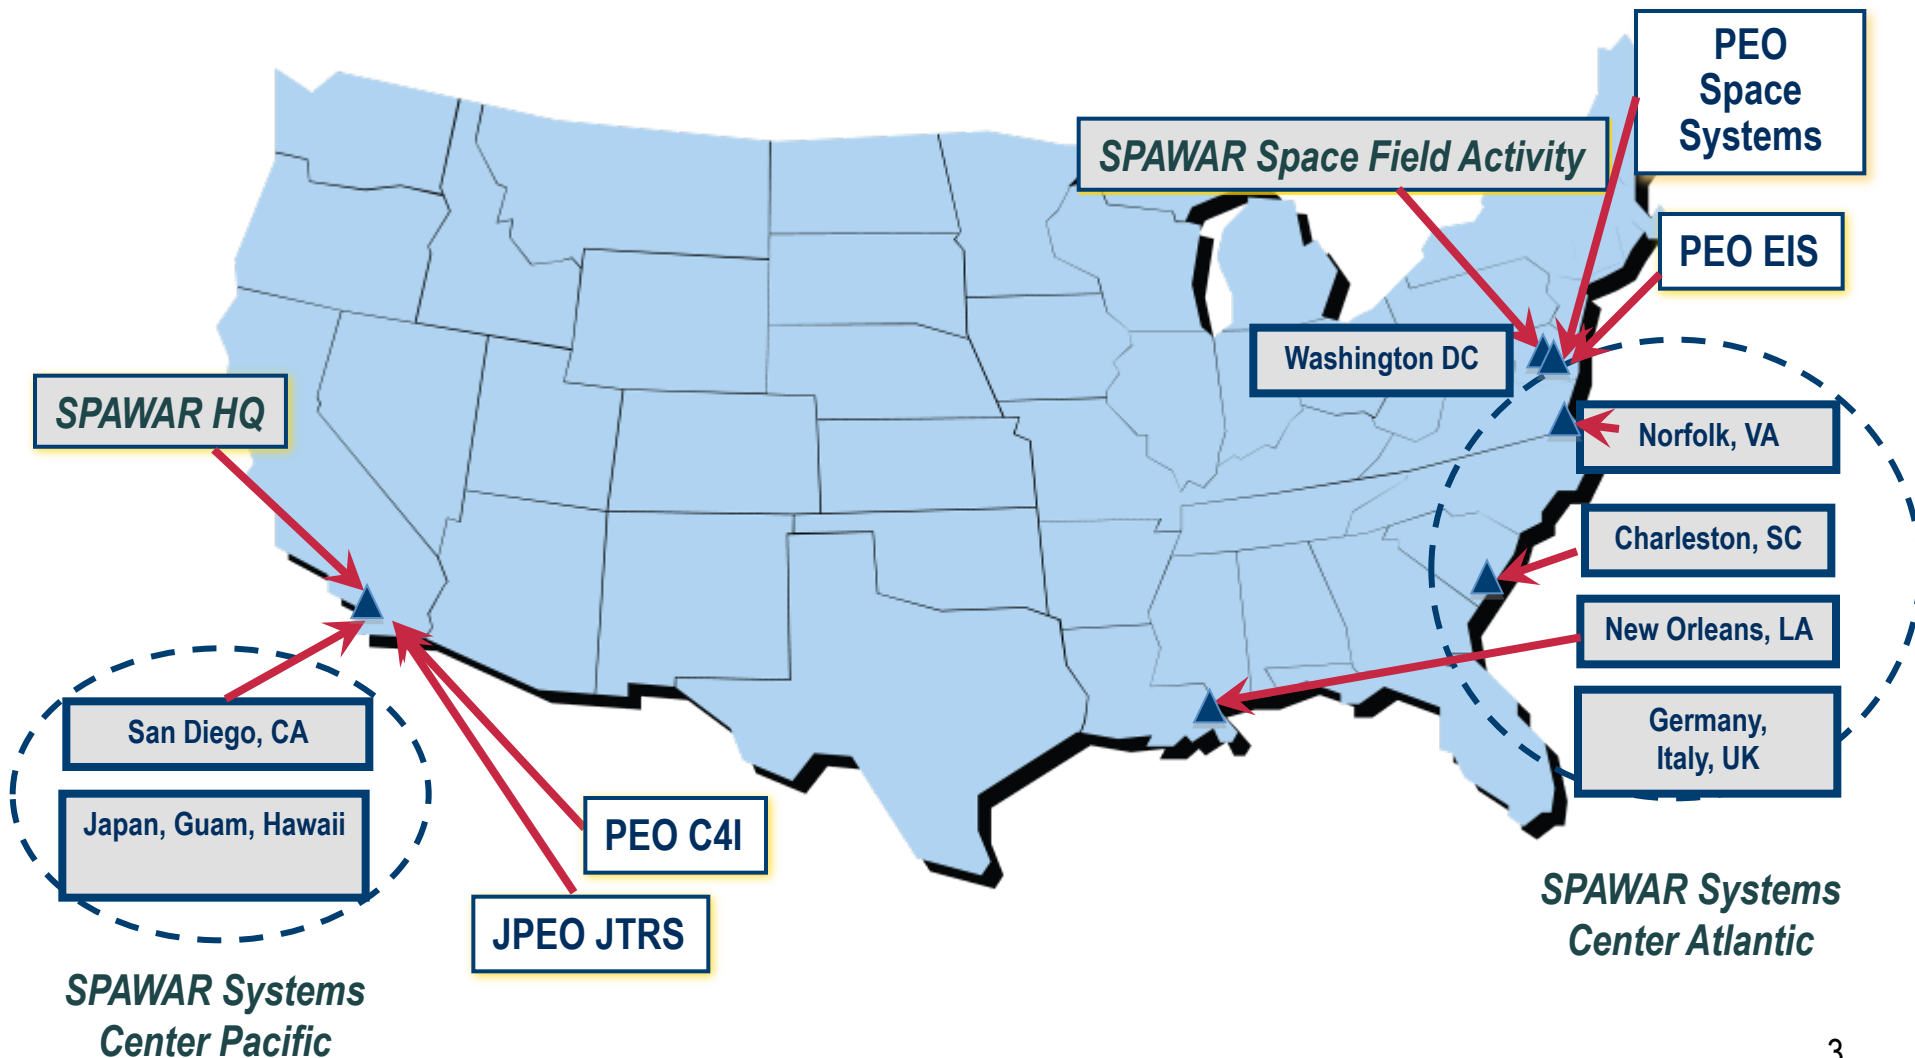 PEO
Space
Systems
SPAWAR Space Field Activity
PEO EIS
Washington DC
SPAWAR HQ
Norfolk, VA
Charleston, SC
New Orleans, LA
Germany,
Italy, UK
San Diego, CA
Japan, Guam, Hawaii
PEO C4I
JPEO JTRS
SPAWAR Systems
Center Atlantic
SPAWAR Systems
Center Pacific
3